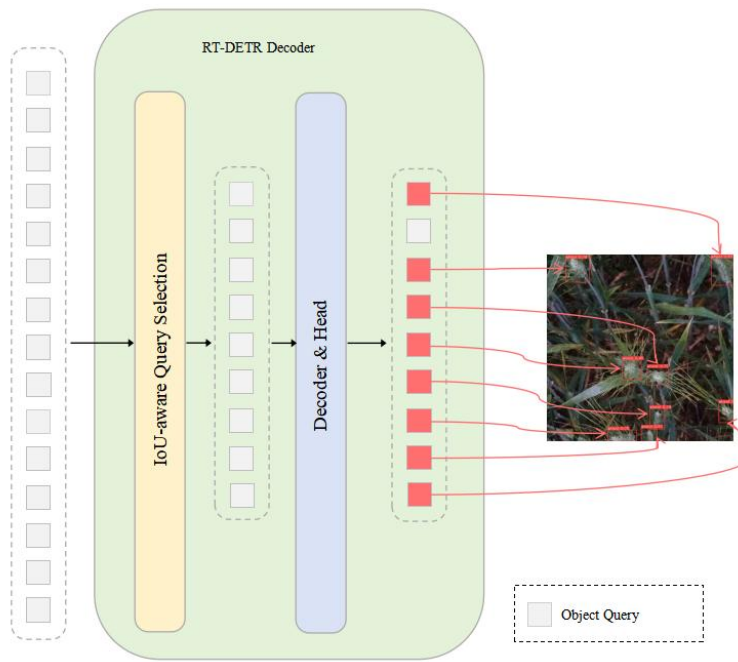 RT-DETR Decoder
IoU-aware Query Selection
Decoder & Head
Object Query